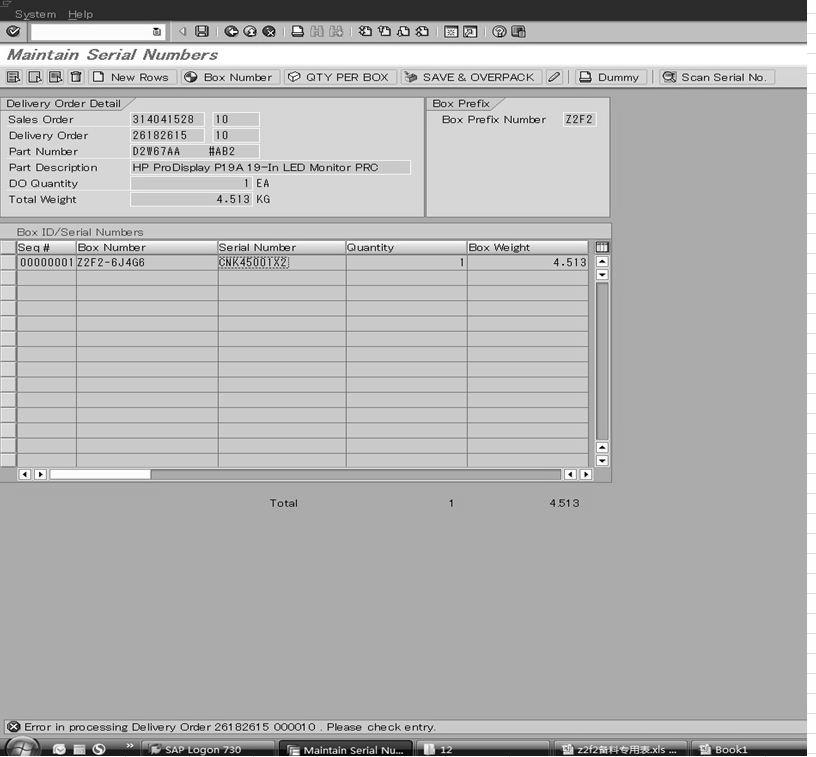 System Help
Maintain Serial Numbers
New Rows Box Number QTY PER BOX SAVE & OVERPACK Dummy Scan Serial No.
Delivery Order Detail
Sales Order 314041528 10
Delivery Order 26182615 10
Part Number D2W67AA #AB2
Part Description HP ProDisplay P19A 19-In LED Monitor PRC
DO Quantity 1 EA
Total Weight 4.513 KG
Box Prefix
Box Prefix Number Z2F2
Box ID/Serial Numbers
Seq # Box Number Serial Number Quantity Box Weight
00000001 Z2F2-6J4G6 CNK45001X2 1 4.513
Total 1 4.513
Error in processing Delivery Order 26182615 000010 . Please check entry.
SAP Logon 730 Maintain Serial Nu... 12 z2f2备料专用表.xls ... Book1